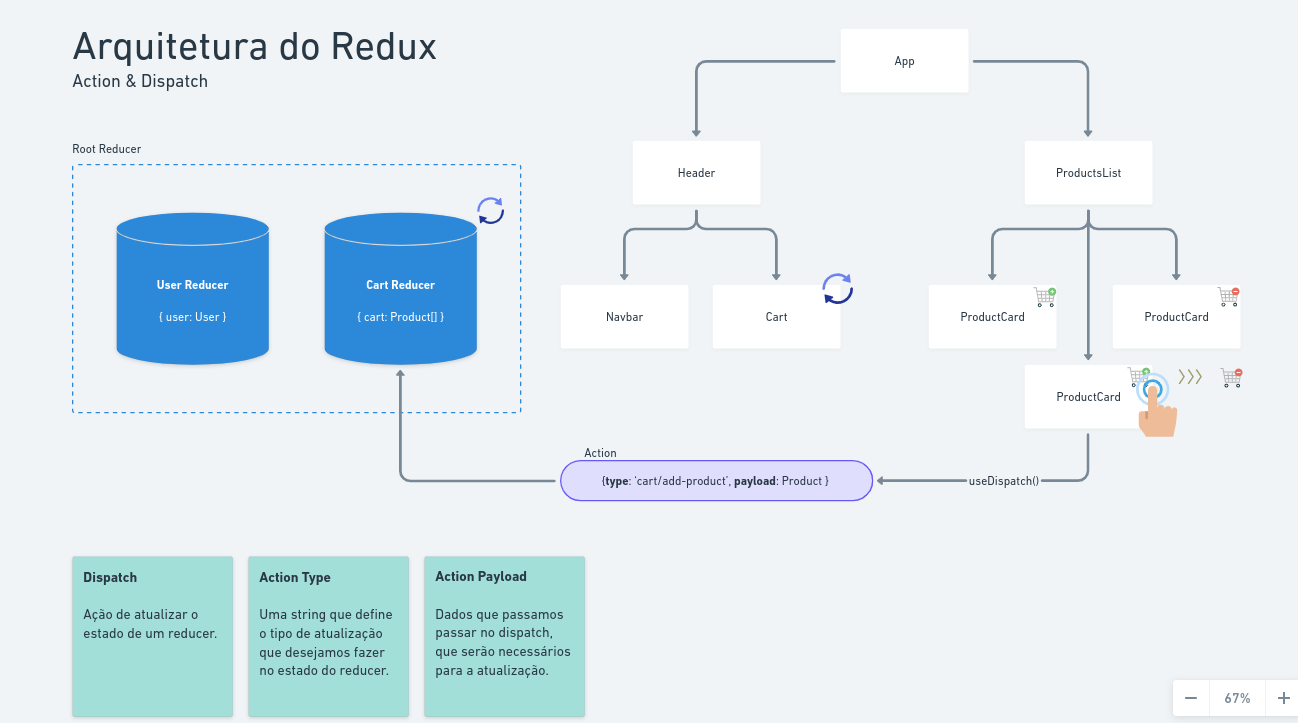 Arquitetura do Redux
Action & Dispatch
Root Reducer
User Reducer
{ user: User }
Cart Reducer
{ cart: Product[] }
App
Header
ProductsList
Navbar
Cart
ProductCard
ProductCard
ProductCard
Action
{type: 'cart/add-product', payload: Product }
useDispatch()
Dispatch
Ação de atualizar o
estado de um reducer.
Action Type
Uma string que define
o tipo de atualização
que desejamos fazer
no estado do reducer.
Action Payload
Dados que passamos
passar no dispatch,
que serão necessários
para a atualização.
67%